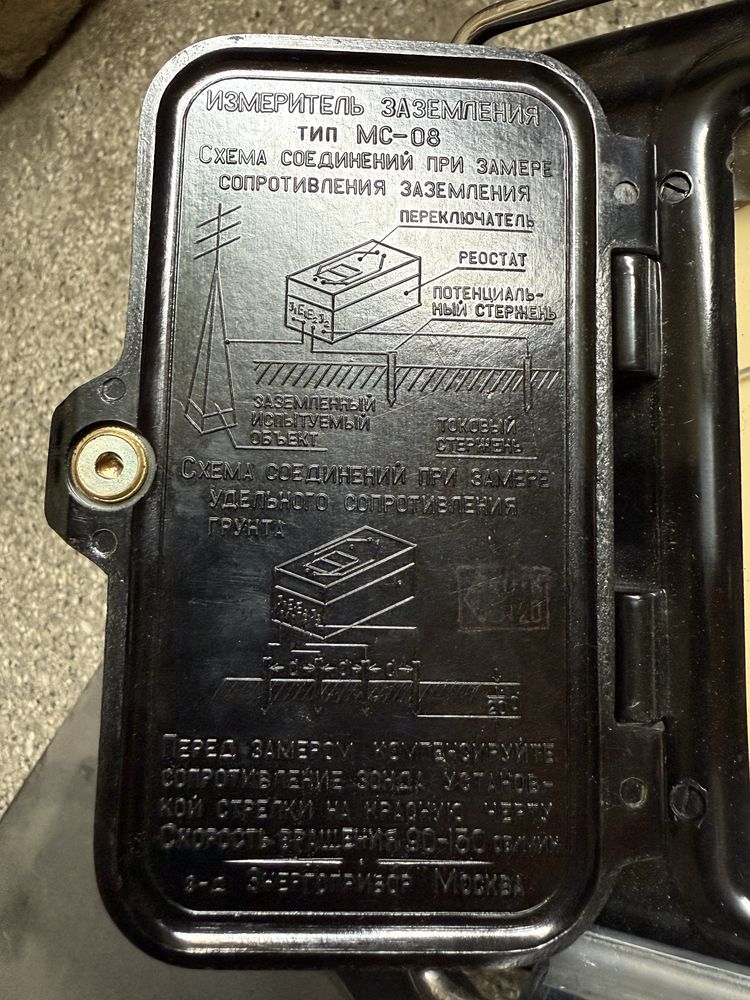 ИЗМЕРИТЕЛЬ ЗАЗЕМЛЕНИЯ
ТИП МС-08
СХЕМА СОЕДИНЕНИЙ ПРИ ЗАМЕРЕ
СОПРОТИВЛЕНИЯ ЗАЗЕМЛЕНИЯ
ПЕРЕКЛЮЧАТЕЛЬ
РЕОСТАТ
ПОТЕНЦИАЛЬ-
НЫЙ СТЕРЖЕНЬ
J₁E₁E₂J₂
ЗАЗЕМЛЕННЫЙ
ИСПЫТУЕМЫЙ
ОБЪЕКТ
ТОКОВЫЙ
СТЕРЖЕНЬ
СХЕМА СОЕДИНЕНИЙ ПРИ ЗАМЕРЕ
УДЕЛЬНОГО СОПРОТИВЛЕНИЯ
ГРУНТА
J₁E₁E₂J₂
d d d
ПЕРЕД ЗАМЕРОМ КОМПЕНСИРУЙТЕ
СОПРОТИВЛЕНИЕ ЗОНДА УСТАНОВ-
КОЙ СТРЕЛКИ НА КРАСНУЮ ЧЕРТУ
СКОРОСТЬ ВРАЩЕНИЯ 90-150 об/мин
з-д "ЭНЕРГОПРИБОР" МОСКВА